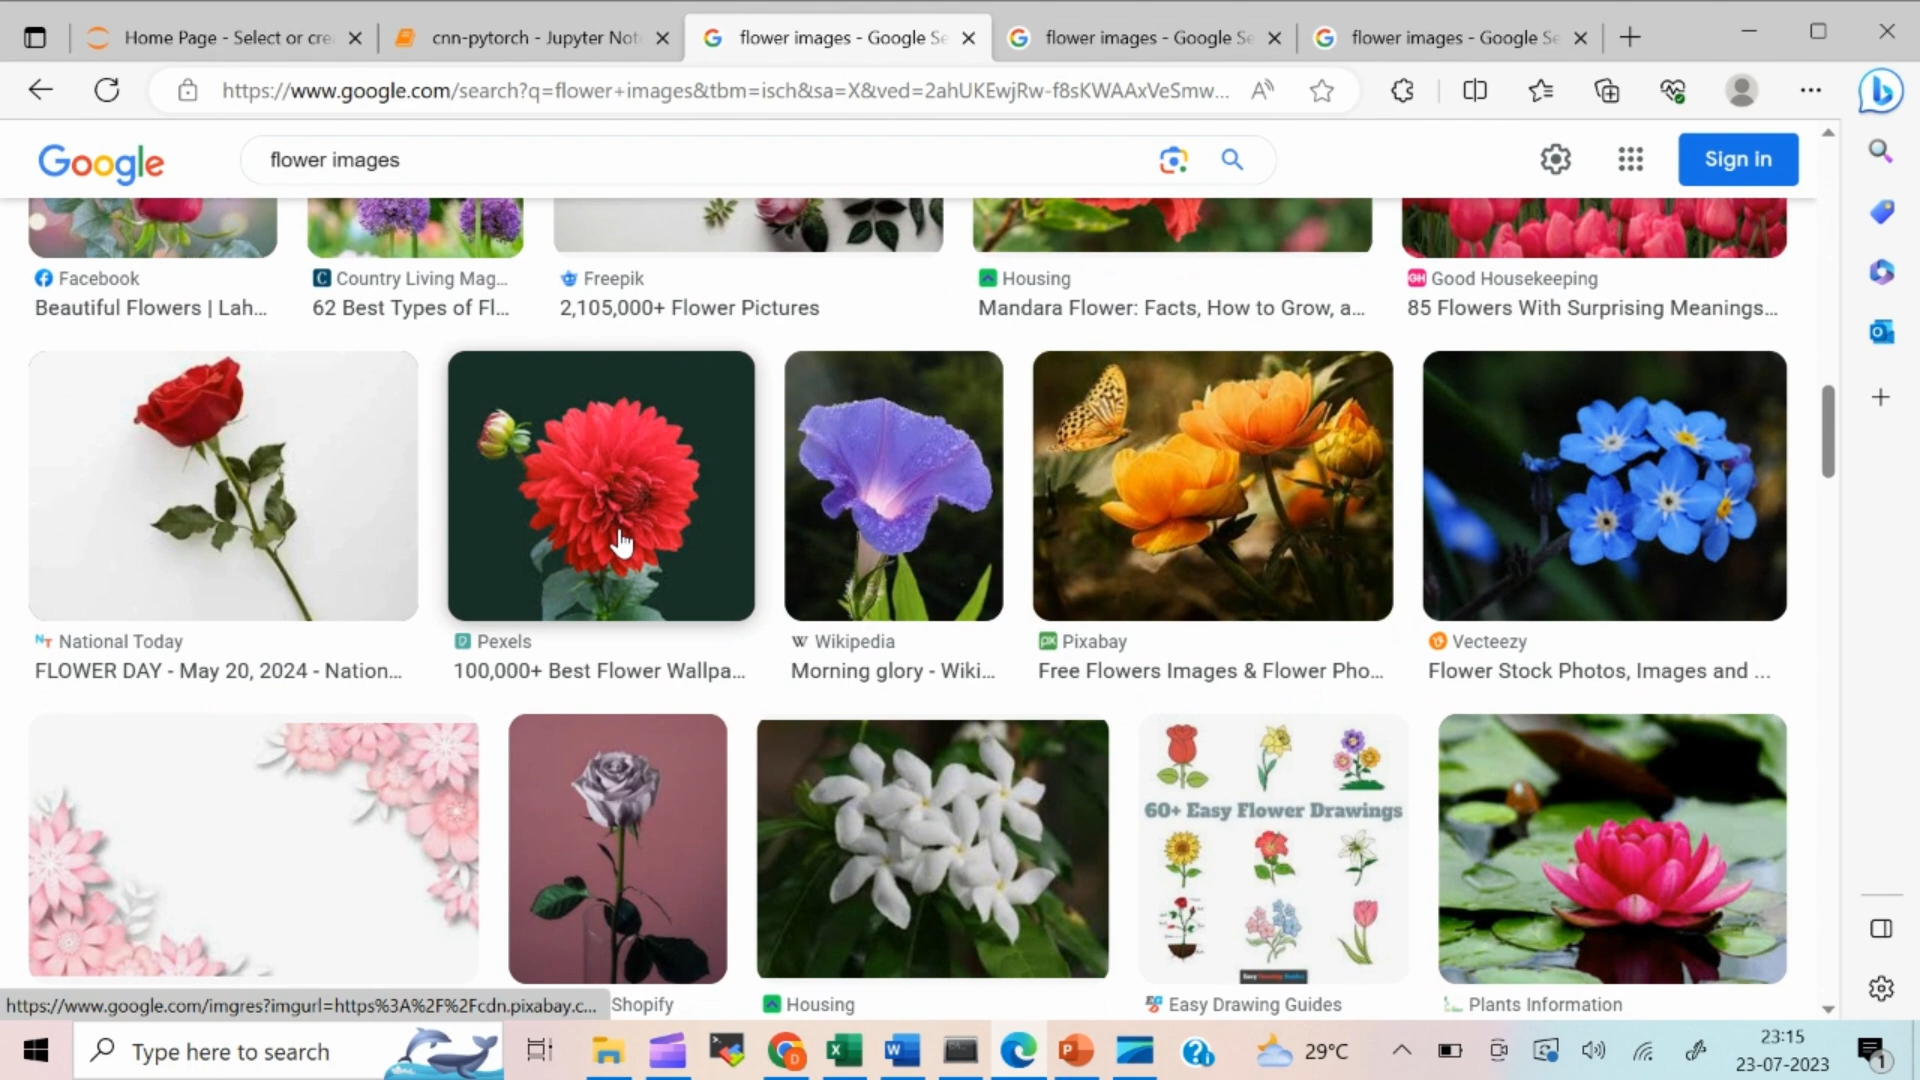 Home Page - Select or cre
cnn-pytorch - Jupyter Not
flower images - Google Se
flower images - Google Se
flower images - Google Se
https://www.google.com/search?q=flower+images&tbm=isch&sa=X&ved=2ahUKEwjRw-f8sKWAAxVeSmw...
Google
flower images
Sign in
Facebook
Beautiful Flowers | Lah...
Country Living Mag...
62 Best Types of Fl...
Freepik
2,105,000+ Flower Pictures
Housing
Mandara Flower: Facts, How to Grow, a...
GH Good Housekeeping
85 Flowers With Surprising Meanings...
NT National Today
FLOWER DAY - May 20, 2024 - Nation...
Pexels
100,000+ Best Flower Wallpa...
W Wikipedia
Morning glory - Wiki...
Pixabay
Free Flowers Images & Flower Pho...
Vecteezy
Flower Stock Photos, Images and ...
60+ Easy Flower Drawings
https://www.google.com/imgres?imgurl=https%3A%2F%2Fcdn.pixabay.c...
Shopify
Housing
Easy Drawing Guides
Plants Information
Type here to search
29°C
23:15
23-07-2023
1